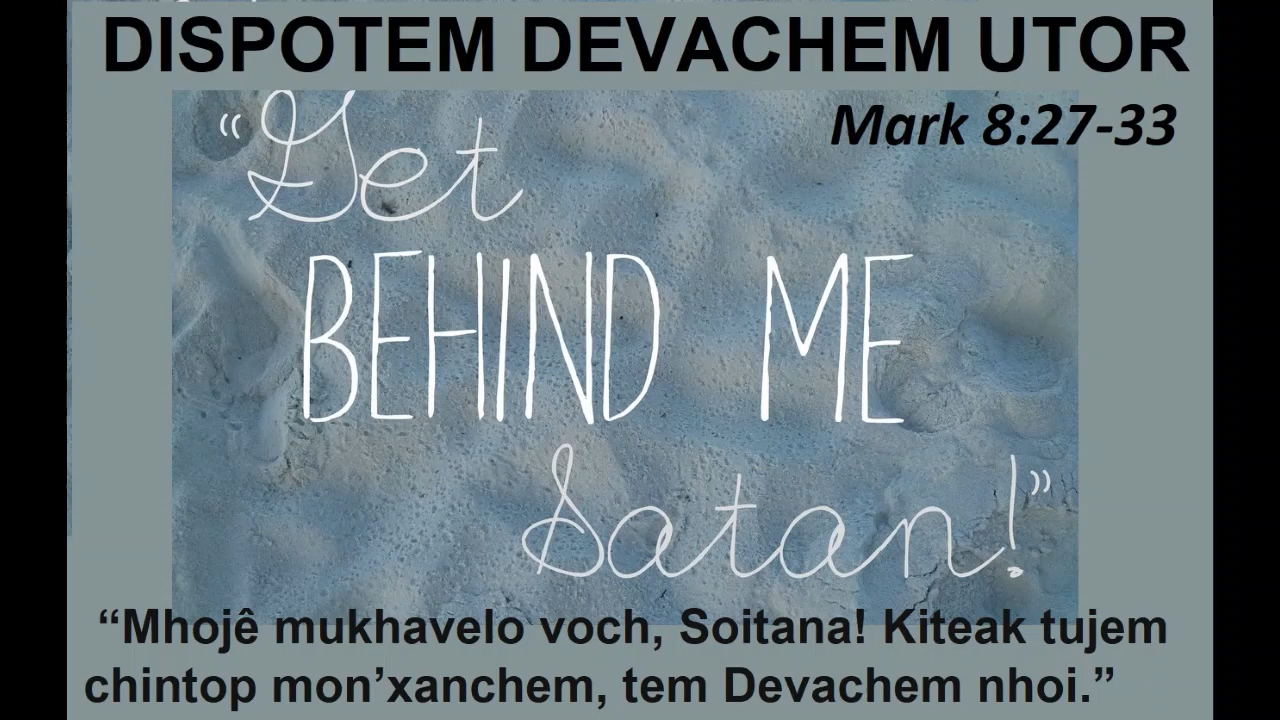 DISPOTEM DEVACHEM UTOR
Mark 8:27-33
“Get
BEHIND ME
Satan!”
“Mhojê mukhavelo voch, Soitana! Kiteak tujem
chintop mon’xanchem, tem Devachem nhoi.”